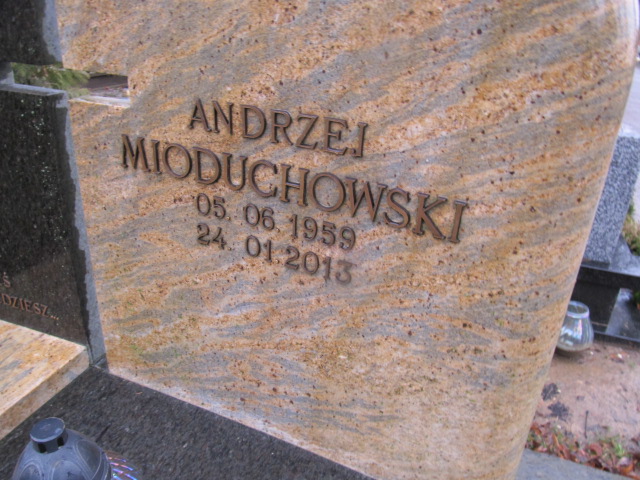 ANDRZEJ
MIODUCHOWSKI
05. 06. 1959
24. 01. 2013